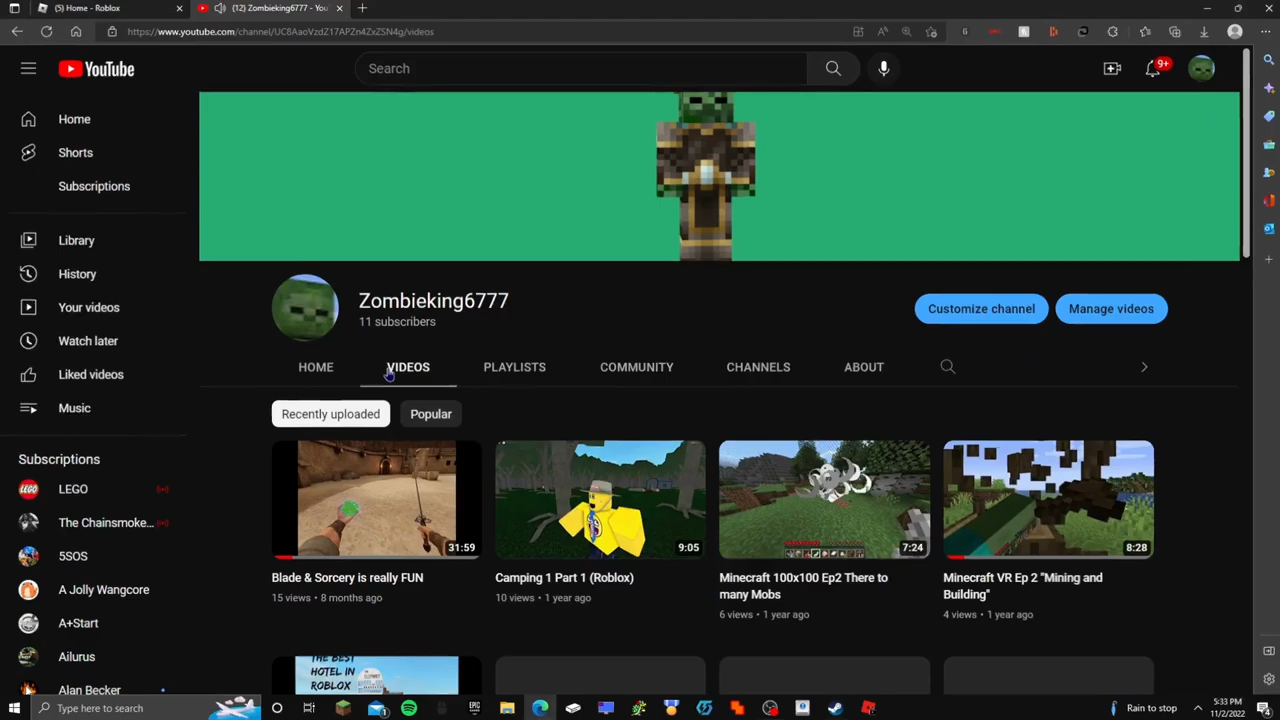 (5) Home - Roblox
(12) Zombieking6777 - You
https://www.youtube.com/channel/UC8AaoVzdZ17APZn4ZxZSN4g/videos
6
YouTube
Search
9+
Home
Shorts
Subscriptions
Library
History
Your videos
Watch later
Liked videos
Music
Subscriptions
LEGO
The Chainsmoke...
5SOS
A Jolly Wangcore
A+Start
Ailurus
Alan Becker
Zombieking6777
11 subscribers
Customize channel
Manage videos
HOME
VIDEOS
PLAYLISTS
COMMUNITY
CHANNELS
ABOUT
Recently uploaded
Popular
31:59
Blade & Sorcery is really FUN
15 views • 8 months ago
9:05
Camping 1 Part 1 (Roblox)
10 views • 1 year ago
7:24
Minecraft 100x100 Ep2 There to
many Mobs
6 views • 1 year ago
8:28
Minecraft VR Ep 2 "Mining and
Building"
4 views • 1 year ago
THE BEST
HOTEL IN
ROBLOX
Type here to search
Rain to stop
5:33 PM
11/2/2022
4